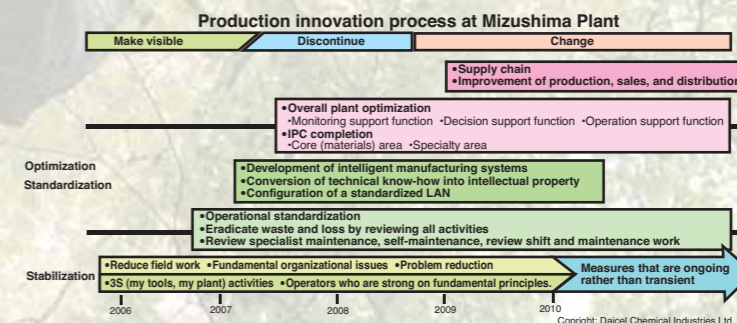 Production innovation process at Mizushima Plant
Make visible
Discontinue
Change
•Supply chain
•Improvement of production, sales, and distribution
•Overall plant optimization
･Monitoring support function ･Decision support function ･Operation support function
•IPC completion
･Core (materials) area ･Specialty area
Optimization
Standardization
•Development of intelligent manufacturing systems
•Conversion of technical know-how into intellectual property
•Configuration of a standardized LAN
•Operational standardization
•Eradicate waste and loss by reviewing all activities
•Review specialist maintenance, self-maintenance, review shift and maintenance work
Stabilization
•Reduce field work •Fundamental organizational issues •Problem reduction
•3S (my tools, my plant) activities •Operators who are strong on fundamental principles.
Measures that are ongoing
rather than transient
2006 2007 2008 2009 2010
Copright: Daicel Chemical Industries Ltd.